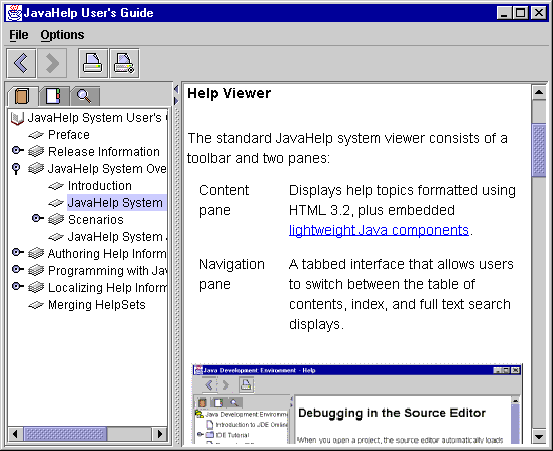 JavaHelp User's Guide
File Options
JavaHelp System User's
Preface
Release Information
JavaHelp System Ove
Introduction
JavaHelp System
Scenarios
JavaHelp System
Authoring Help Inform
Programming with Jav
Localizing Help Inform
Merging HelpSets
Help Viewer
The standard JavaHelp system viewer consists of a
toolbar and two panes:
Content
pane
Displays help topics formatted using
HTML 3.2, plus embedded
lightweight Java components.
Navigation
pane
A tabbed interface that allows users
to switch between the table of
contents, index, and full text search
displays.
Java Development Environment - Help
Java Development Environme
Introduction to JDE Online
IDE Tutorial
Debugging in the Source Editor
When you open a project, the source editor automatically loads